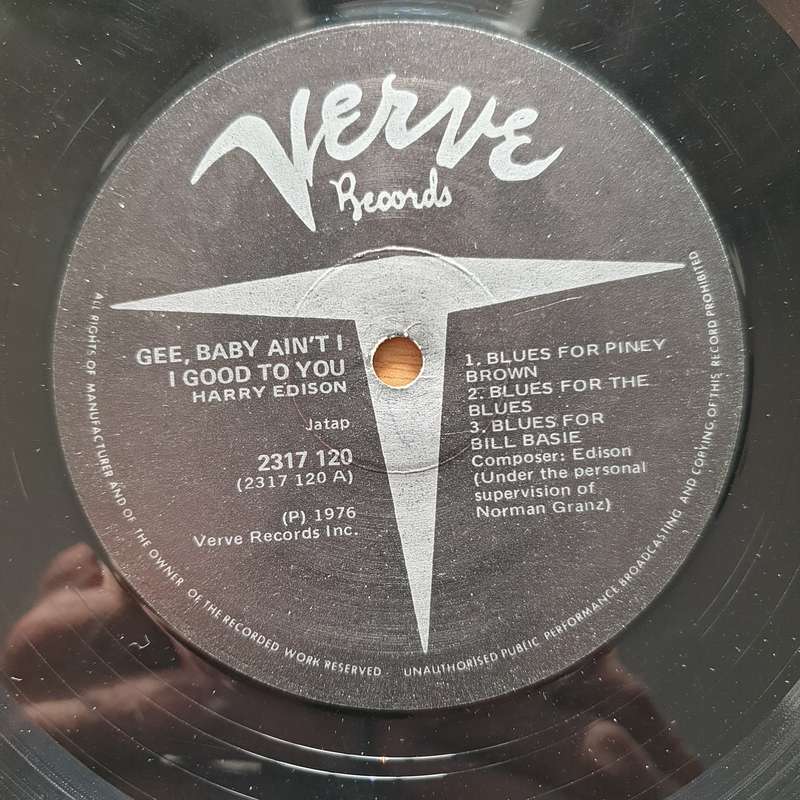 Verve
Records
GEE, BABY AIN'T I
I GOOD TO YOU
HARRY EDISON
Jatap
2317 120
(2317 120 A)
(P) 1976
Verve Records Inc.
1. BLUES FOR PINEY
BROWN
2. BLUES FOR THE
BLUES
3. BLUES FOR
BILL BASIE
Composer: Edison
(Under the personal
supervision of
Norman Granz)
ALL RIGHTS OF MANUFACTURER AND OF THE OWNER OF THE RECORDED WORK RESERVED UNAUTHORISED PUBLIC PERFORMANCE BROADCASTING AND COPYING OF THIS RECORD PROHIBITED